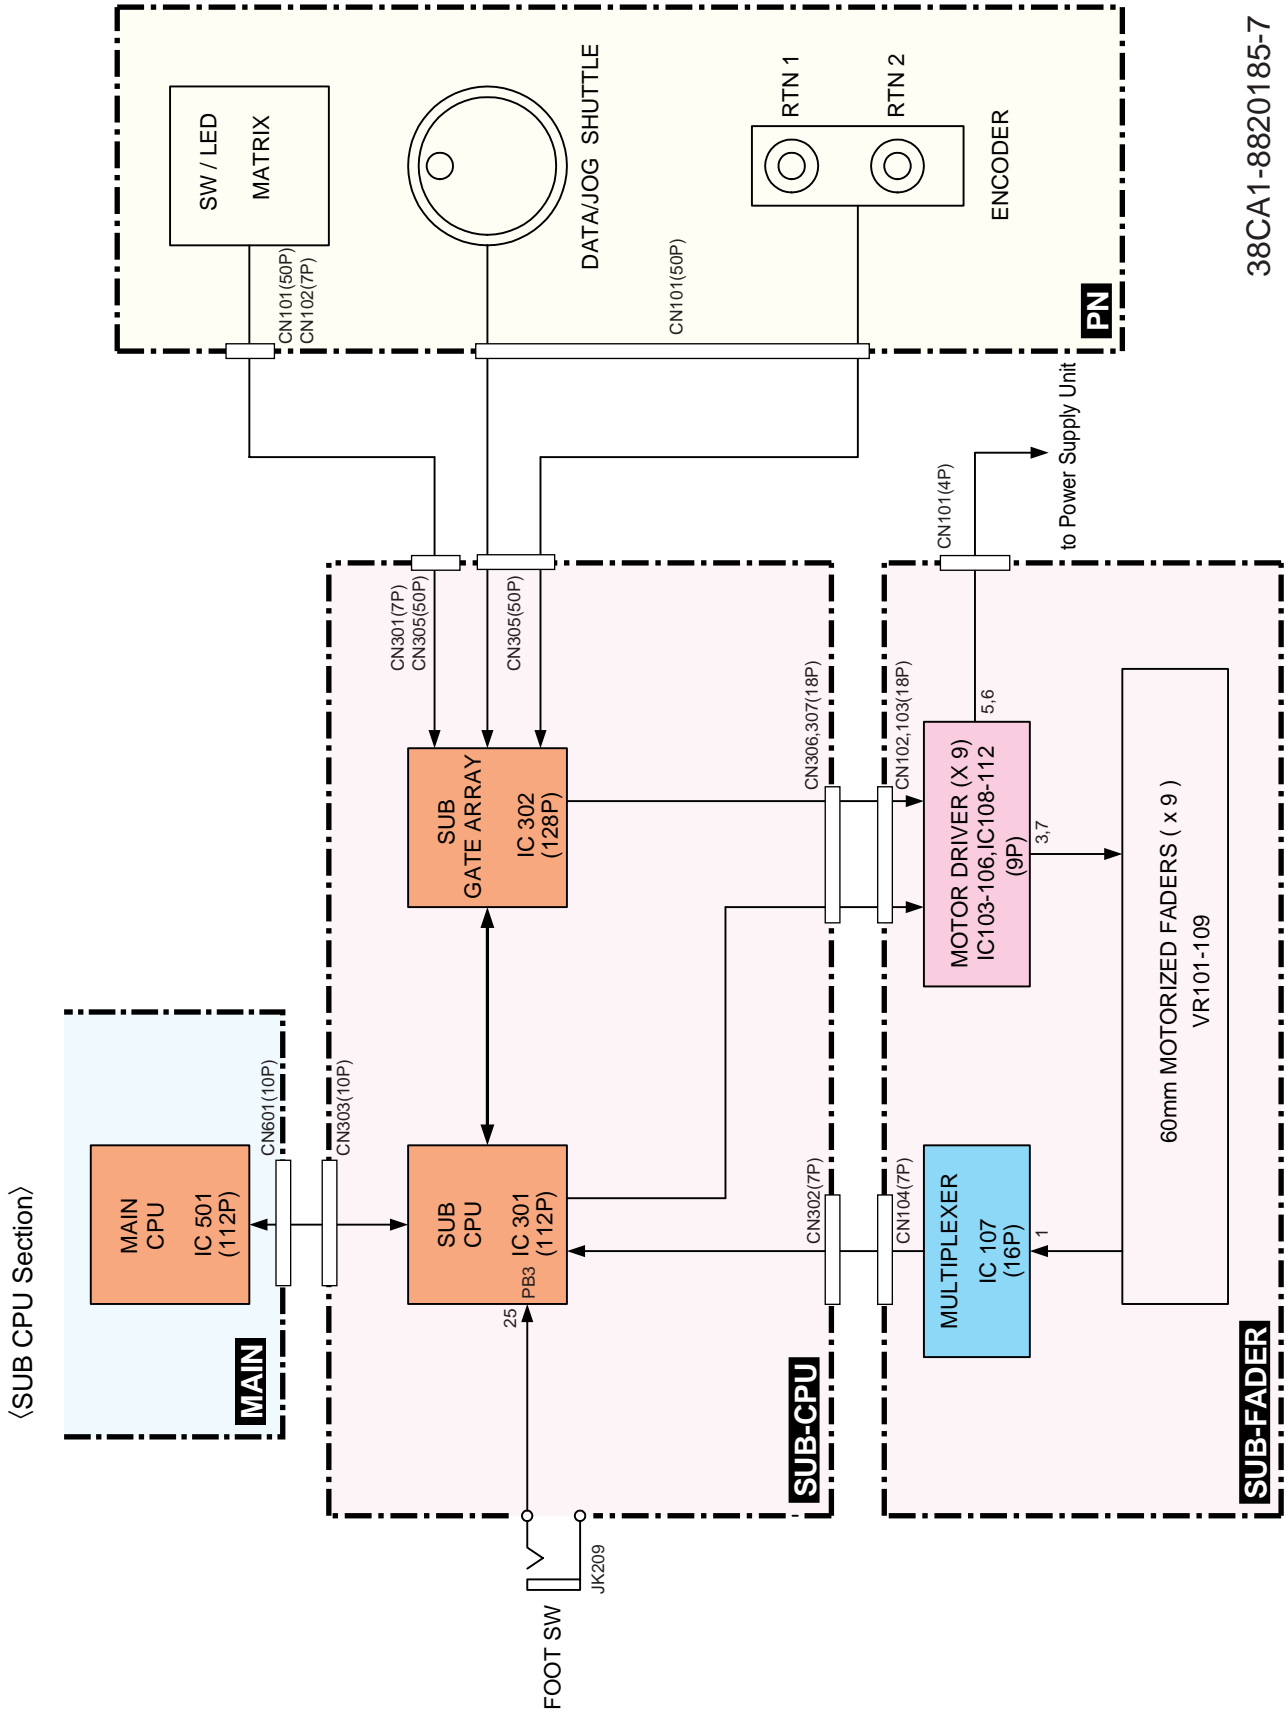 〈SUB CPU Section〉
MAIN
CPU
IC 501
(112P)
MAIN
CN601(10P)
CN303(10P)
FOOT SW
JK209
25
PB3
SUB
CPU
IC 301
(112P)
SUB
GATE ARRAY
IC 302
(128P)
CN301(7P)
CN305(50P)
CN305(50P)
SUB-CPU
CN302(7P)
CN306,307(18P)
CN104(7P)
CN102,103(18P)
MULTIPLEXER
IC 107
(16P)
1
MOTOR DRIVER (X 9)
IC103-106,IC108-112
(9P)
3,7
5,6
CN101(4P)
to Power Supply Unit
60mm MOTORIZED FADERS ( x 9 )
VR101-109
SUB-FADER
SW / LED
MATRIX
CN101(50P)
CN102(7P)
DATA/JOG SHUTTLE
CN101(50P)
RTN 1
RTN 2
ENCODER
PN
38CA1-8820185-7